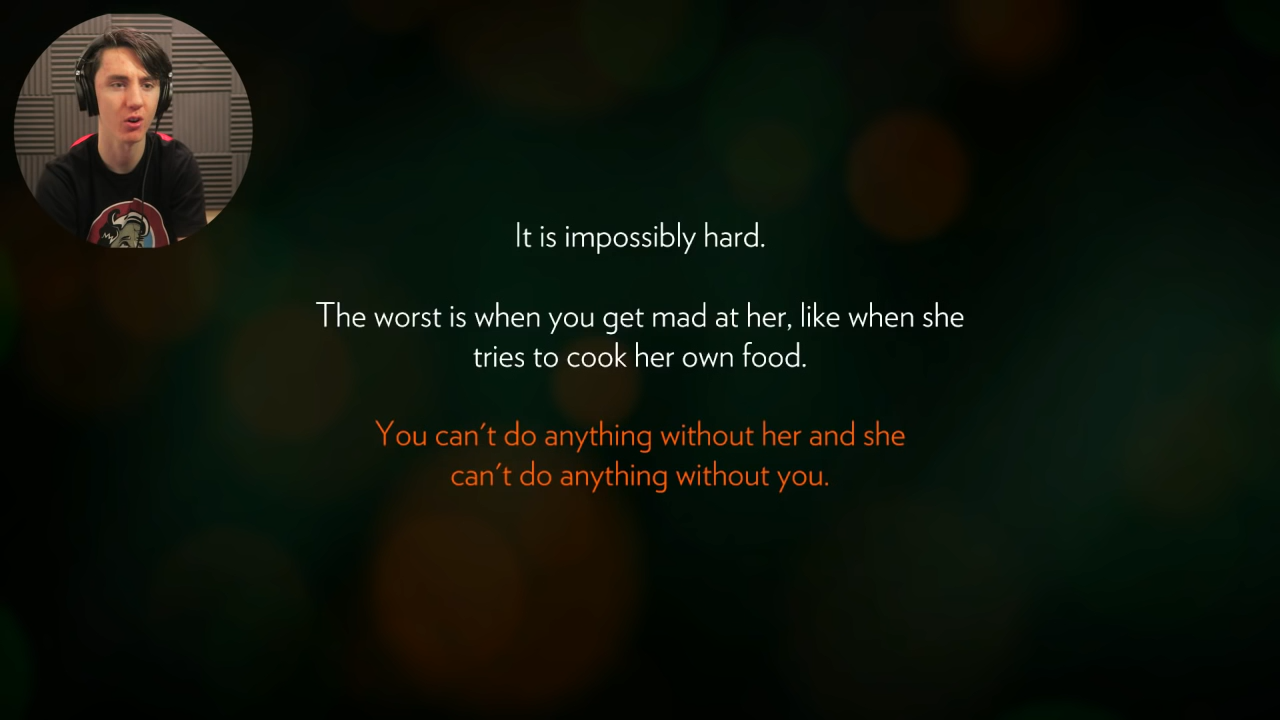 It is impossibly hard.
The worst is when you get mad at her, like when she
tries to cook her own food.
You can't do anything without her and she
can't do anything without you.